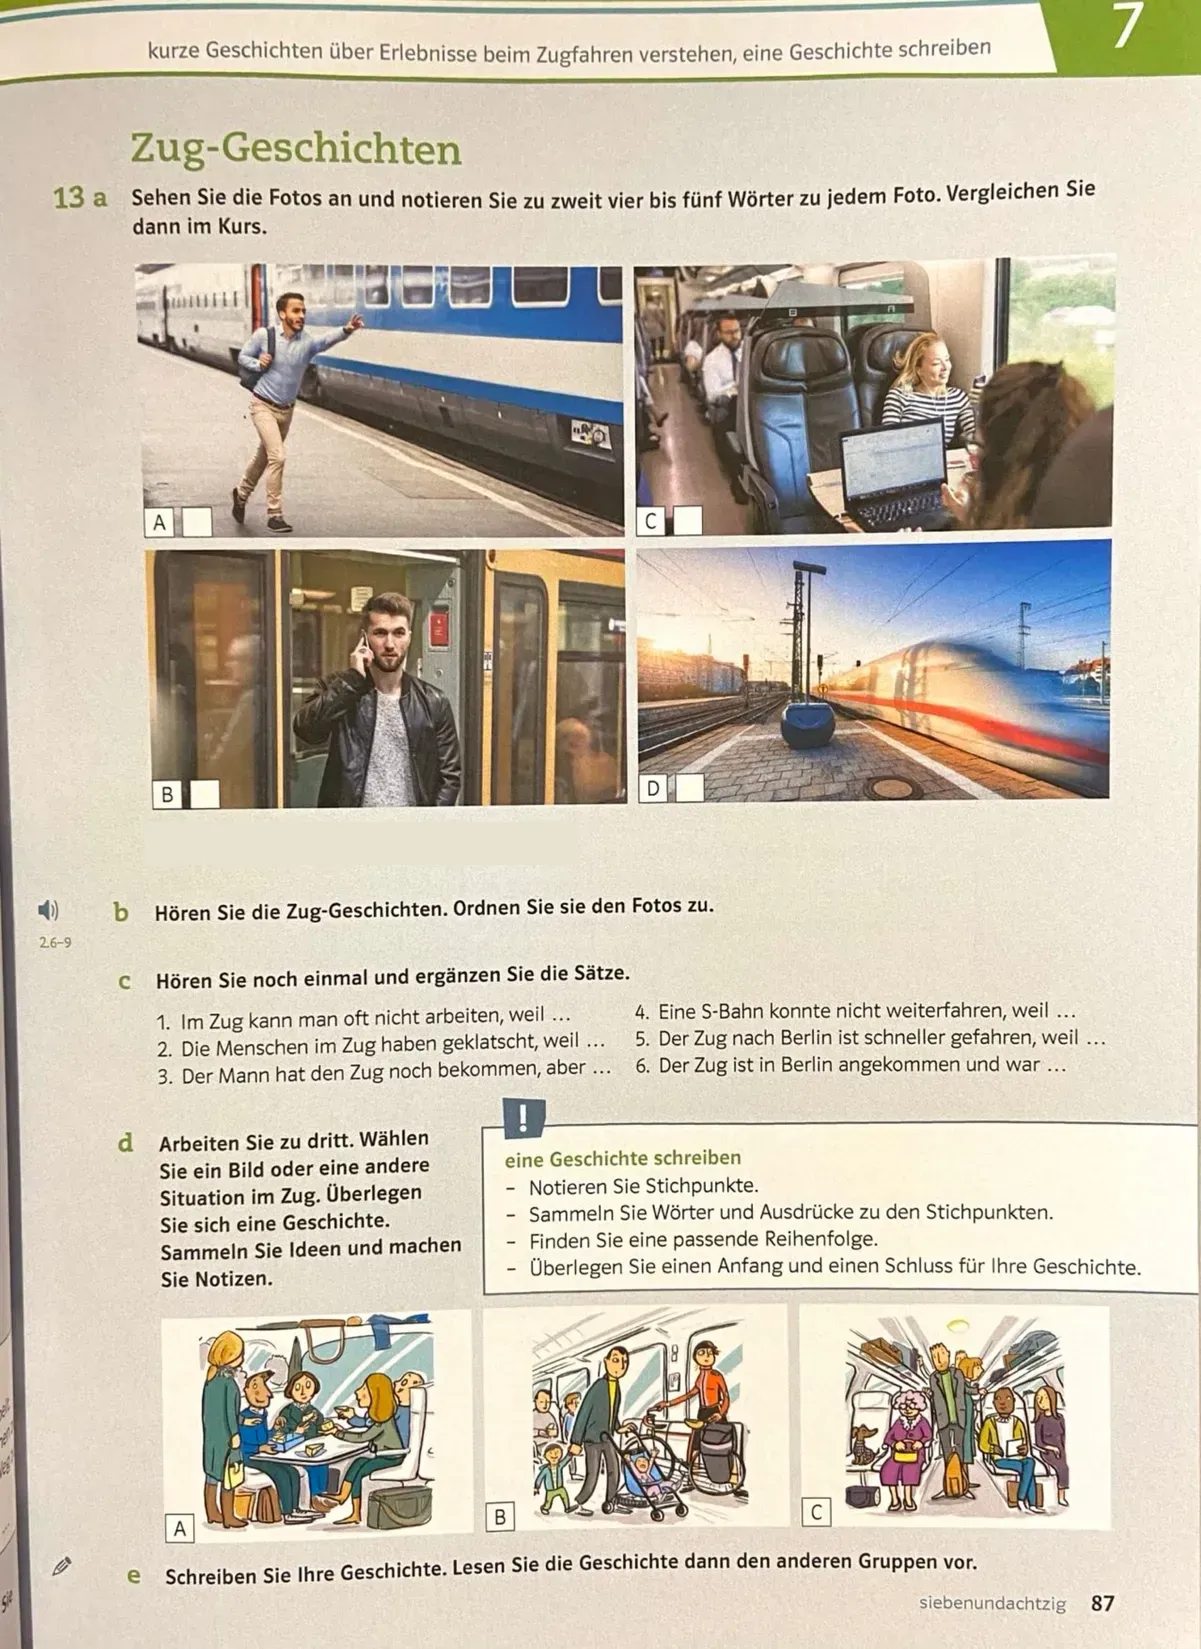 7
kurze Geschichten über Erlebnisse beim Zugfahren verstehen, eine Geschichte schreiben
Zug-Geschichten
13 a Sehen Sie die Fotos an und notieren Sie zu zweit vier bis fünf Wörter zu jedem Foto. Vergleichen Sie
dann im Kurs.
A
C
B
D
b Hören Sie die Zug-Geschichten. Ordnen Sie sie den Fotos zu.
2.6–9
c Hören Sie noch einmal und ergänzen Sie die Sätze.
1. Im Zug kann man oft nicht arbeiten, weil ...
2. Die Menschen im Zug haben geklatscht, weil ...
3. Der Mann hat den Zug noch bekommen, aber ...
4. Eine S-Bahn konnte nicht weiterfahren, weil ...
5. Der Zug nach Berlin ist schneller gefahren, weil ...
6. Der Zug ist in Berlin angekommen und war ...
d Arbeiten Sie zu dritt. Wählen
Sie ein Bild oder eine andere
Situation im Zug. Überlegen
Sie sich eine Geschichte.
Sammeln Sie Ideen und machen
Sie Notizen.
!
eine Geschichte schreiben
– Notieren Sie Stichpunkte.
– Sammeln Sie Wörter und Ausdrücke zu den Stichpunkten.
– Finden Sie eine passende Reihenfolge.
– Überlegen Sie einen Anfang und einen Schluss für Ihre Geschichte.
A
B
C
e Schreiben Sie Ihre Geschichte. Lesen Sie die Geschichte dann den anderen Gruppen vor.
siebenundachtzig 87